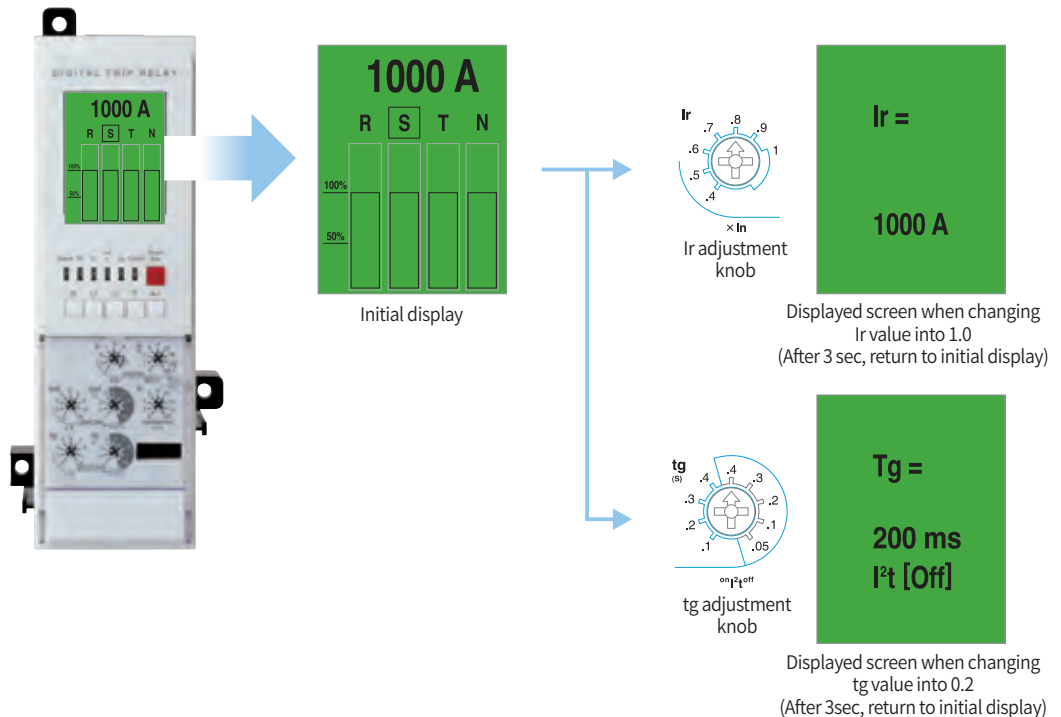 DIGITAL TRIP RELAY
1000 A
R S T N
100%
50%
1000 A
R S T N
100%
50%
Initial display
Ir
.4 .5 .6 .7 .8 .9 1
× In
Ir adjustment
knob
Ir =
1000 A
Displayed screen when changing
Ir value into 1.0
(After 3 sec, return to initial display)
tg
(S)
.1 .2 .3 .4 .4 .3 .2 .1 .05
on I²t off
tg adjustment
knob
Tg =
200 ms
I²t [Off]
Displayed screen when changing
tg value into 0.2
(After 3sec, return to initial display)